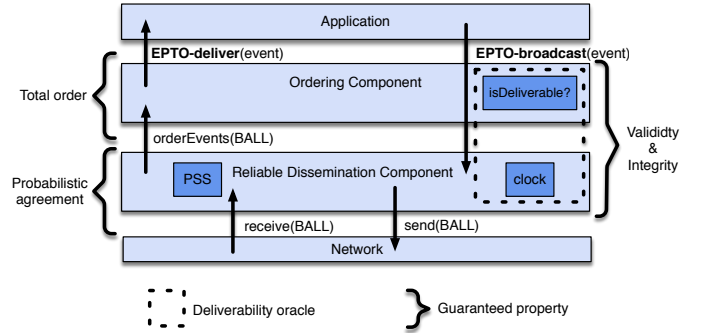 Application
EPTO-deliver(event)
EPTO-broadcast(event)
Total order
Ordering Component
isDeliverable?
orderEvents(BALL)
Validdty
&
Integrity
Probabilistic
agreement
PSS
Reliable Dissemination Component
clock
receive(BALL)
send(BALL)
Network
Deliverability oracle
Guaranteed property